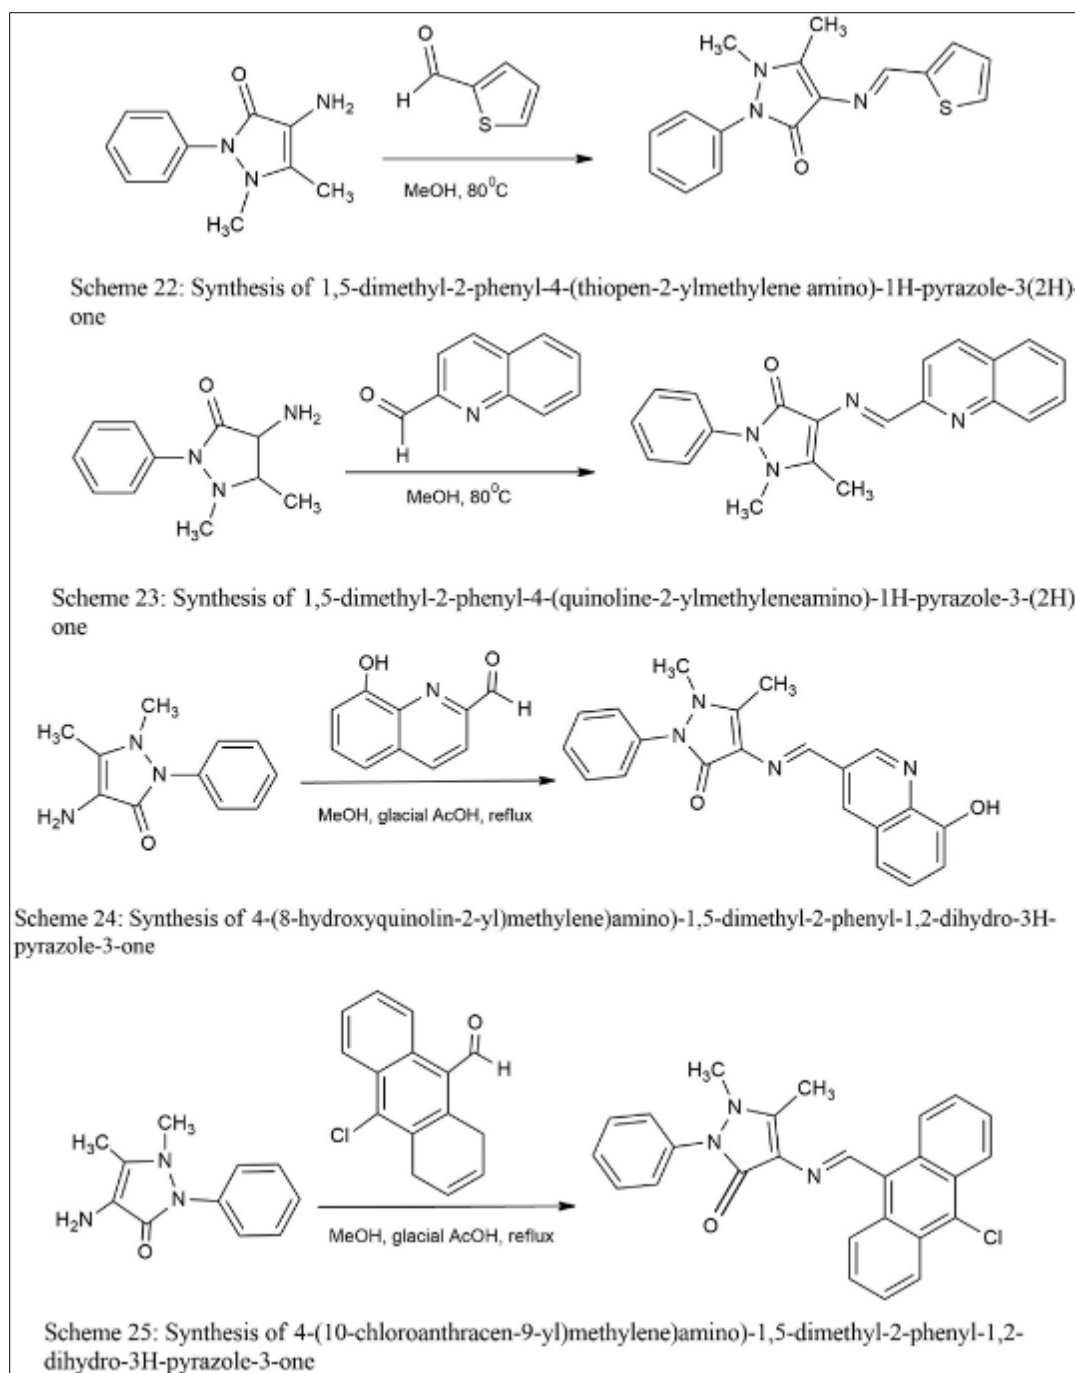 H₃C
CH₃
O
O
N
NH₂
H
N
N
S
N
S
N
O
CH₃
MeOH, 80⁰C
H₃C
Scheme 22: Synthesis of 1,5-dimethyl-2-phenyl-4-(thiopen-2-ylmethylene amino)-1H-pyrazole-3(2H)-
one
O
O
O
N
NH₂
N
N
N
N
H
N
N
CH₃
MeOH, 80⁰C
H₃C
CH₃
H₃C
Scheme 23: Synthesis of 1,5-dimethyl-2-phenyl-4-(quinoline-2-ylmethyleneamino)-1H-pyrazole-3-(2H)
one
OH
O
H₃C
CH₃
N
N
CH₃
H
H₃C
N
N
N
N
N
H₂N
O
OH
O
MeOH, glacial AcOH, reflux
Scheme 24: Synthesis of 4-(8-hydroxyquinolin-2-yl)methylene)amino)-1,5-dimethyl-2-phenyl-1,2-dihydro-3H-
pyrazole-3-one
O
H
H₃C
CH₃
N
Cl
CH₃
N
H₃C
N
N
N
H₂N
O
O
Cl
MeOH, glacial AcOH, reflux
Scheme 25: Synthesis of 4-(10-chloroanthracen-9-yl)methylene)amino)-1,5-dimethyl-2-phenyl-1,2-
dihydro-3H-pyrazole-3-one